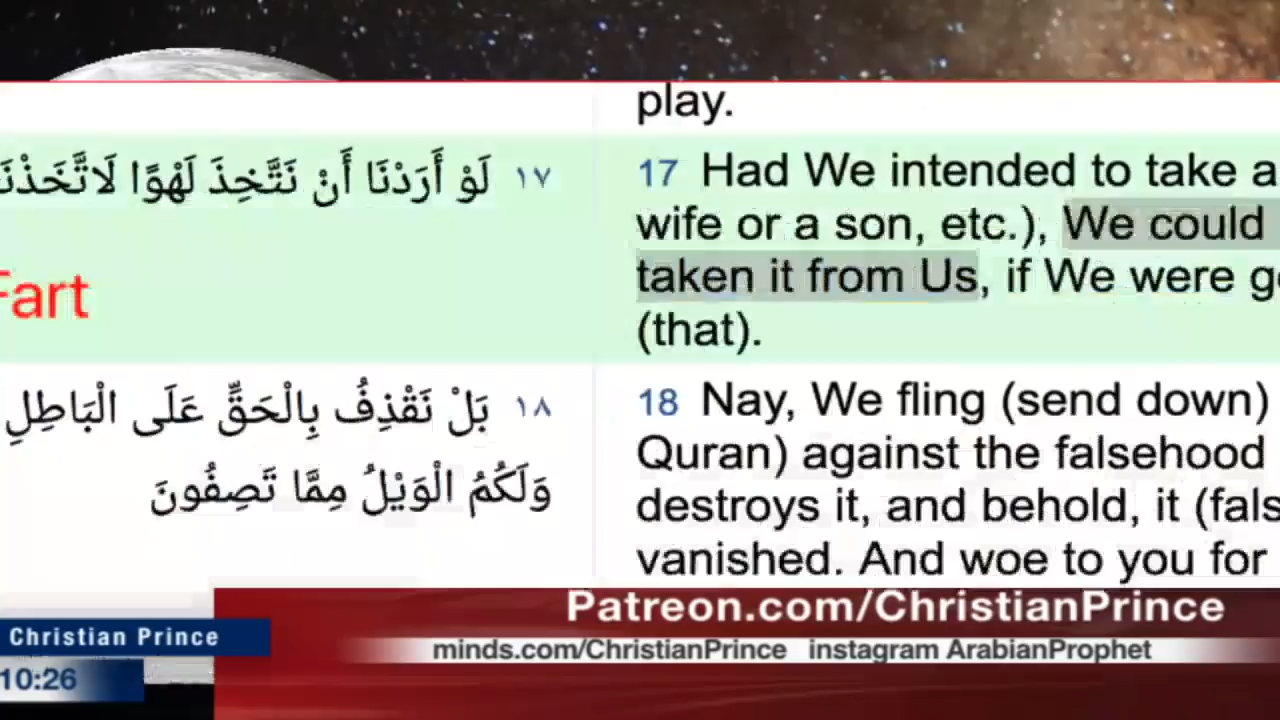 play.
لَوْ أَرَدْنَا أَنْ نَتَّخِذَ لَهْوًا لَاتَّخَذْنَا ١٧
17 Had We intended to take a
wife or a son, etc.), We could
taken it from Us, if We were
(that).
Fart
بَلْ نَقْذِفُ بِالْحَقِّ عَلَى الْبَاطِلِ ١٨
وَلَكُمُ الْوَيْلُ مِمَّا تَصِفُونَ
18 Nay, We fling (send down)
Quran) against the falsehood
destroys it, and behold, it (fals
vanished. And woe to you for
Patreon.com/ChristianPrince
Christian Prince
minds.com/ChristianPrince instagram ArabianProphet
10:26